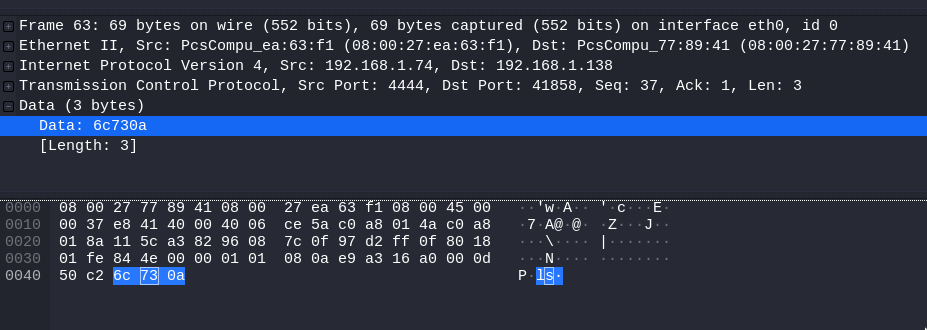 Frame 63: 69 bytes on wire (552 bits), 69 bytes captured (552 bits) on interface eth0, id 0
Ethernet II, Src: PcsCompu_ea:63:f1 (08:00:27:ea:63:f1), Dst: PcsCompu_77:89:41 (08:00:27:77:89:41)
Internet Protocol Version 4, Src: 192.168.1.74, Dst: 192.168.1.138
Transmission Control Protocol, Src Port: 4444, Dst Port: 41858, Seq: 37, Ack: 1, Len: 3
Data (3 bytes)
Data: 6c730a
[Length: 3]
0000 08 00 27 77 89 41 08 00 27 ea 63 f1 08 00 45 00 ··'w·A·· '·c···E·
0010 00 37 e8 41 40 00 40 06 ce 5a c0 a8 01 4a c0 a8 ·7·A@·@· ·Z···J··
0020 01 8a 11 5c a3 82 96 08 7c 0f 97 d2 ff 0f 80 18 ···\···· |·······
0030 01 fe 84 4e 00 00 01 01 08 0a e9 a3 16 a0 00 0d ···N···· ········
0040 50 c2 6c 73 0a P·ls·